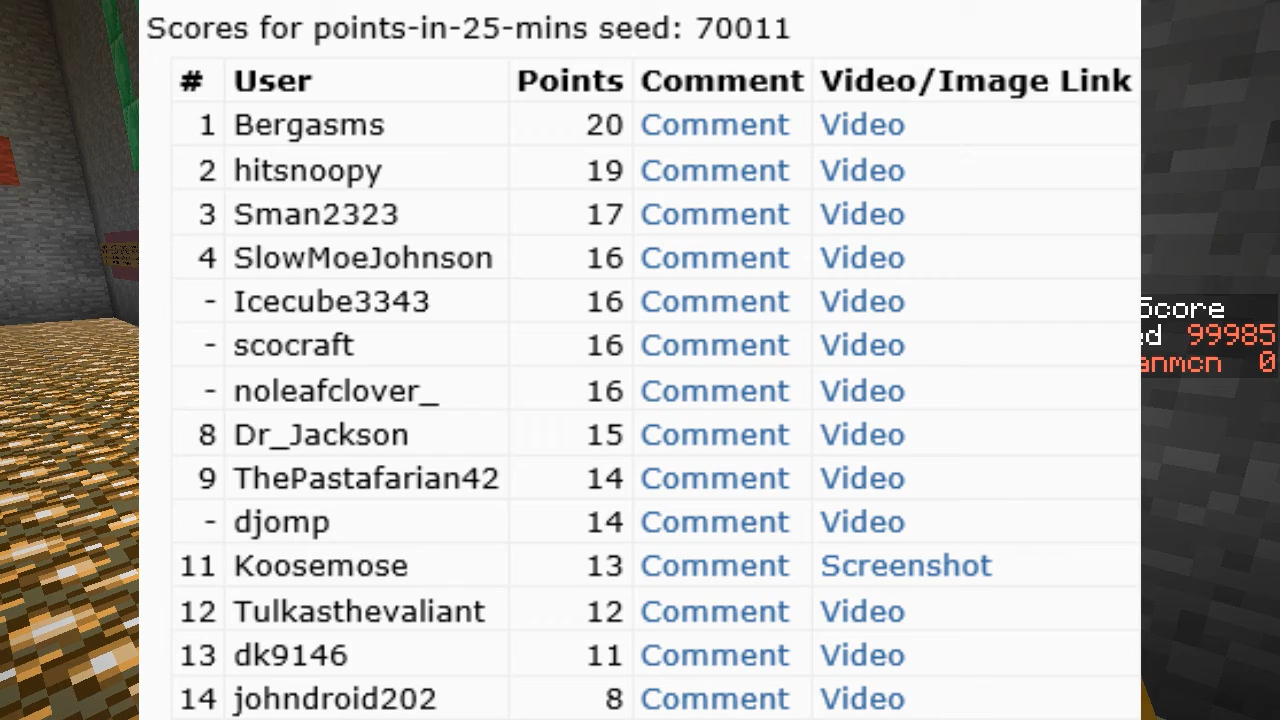 Scores for points-in-25-mins seed: 70011
# User Points Comment Video/Image Link
1 Bergasms 20 Comment Video
2 hitsnoopy 19 Comment Video
3 Sman2323 17 Comment Video
4 SlowMoeJohnson 16 Comment Video
- Icecube3343 16 Comment Video
- scocraft 16 Comment Video
- noleafclover_ 16 Comment Video
8 Dr_Jackson 15 Comment Video
9 ThePastafarian42 14 Comment Video
- djomp 14 Comment Video
11 Koosemose 13 Comment Screenshot
12 Tulkasthevaliant 12 Comment Video
13 dk9146 11 Comment Video
14 johndroid202 8 Comment Video
Score
ed 99985
anmcn 0